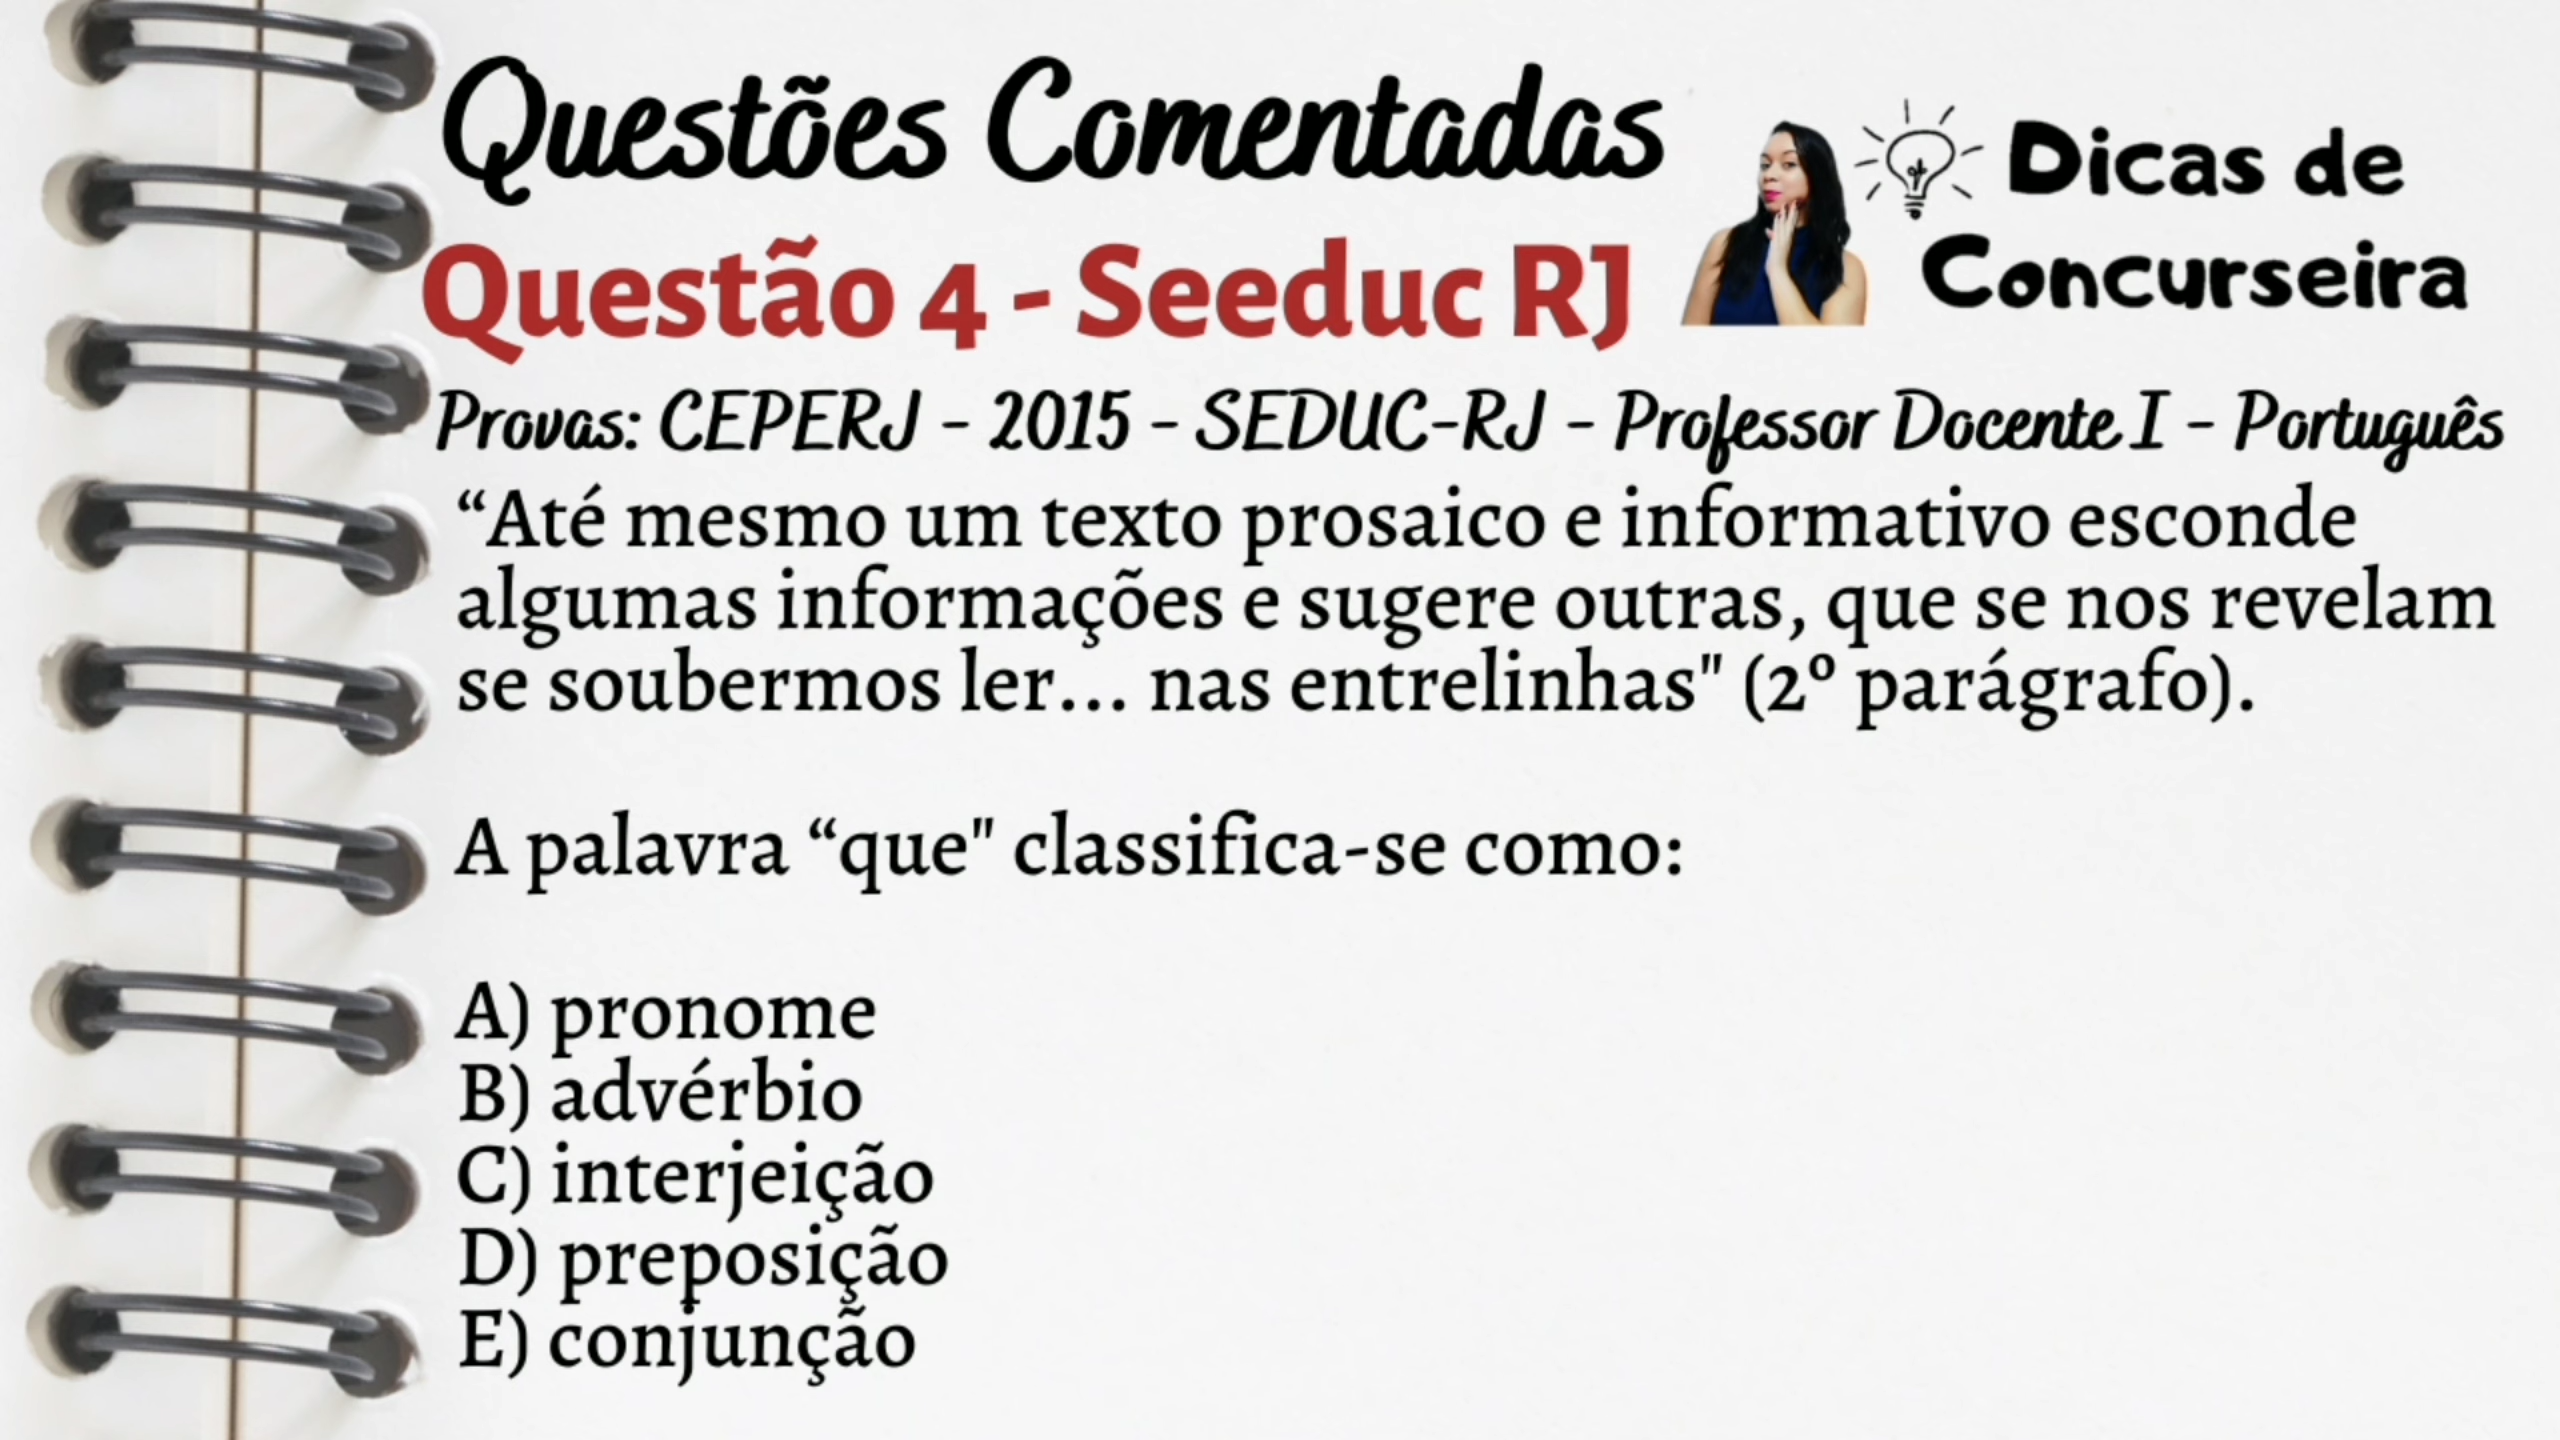 Questões Comentadas
Dicas de
Concurseira
Questão 4 - Seeduc RJ
Provas: CEPERJ - 2015 - SEDUC-RJ - Professor Docente I - Português
“Até mesmo um texto prosaico e informativo esconde
algumas informações e sugere outras, que se nos revelam
se soubermos ler... nas entrelinhas" (2º parágrafo).
A palavra “que" classifica-se como:
A) pronome
B) advérbio
C) interjeição
D) preposição
E) conjunção